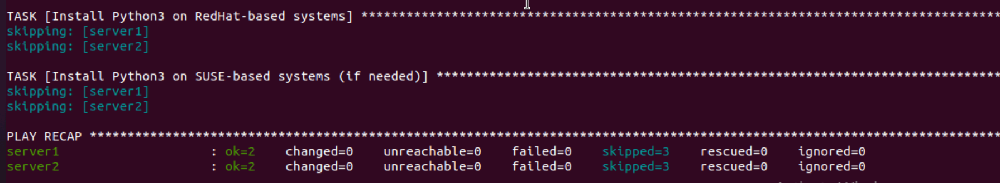 TASK [Install Python3 on RedHat-based systems] *************************************************************************************
skipping: [server1]
skipping: [server2]
TASK [Install Python3 on SUSE-based systems (if needed)] ***************************************************************************
skipping: [server1]
skipping: [server2]
PLAY RECAP *************************************************************************************************************************
server1                    : ok=2    changed=0    unreachable=0    failed=0    skipped=3    rescued=0    ignored=0
server2                    : ok=2    changed=0    unreachable=0    failed=0    skipped=3    rescued=0    ignored=0